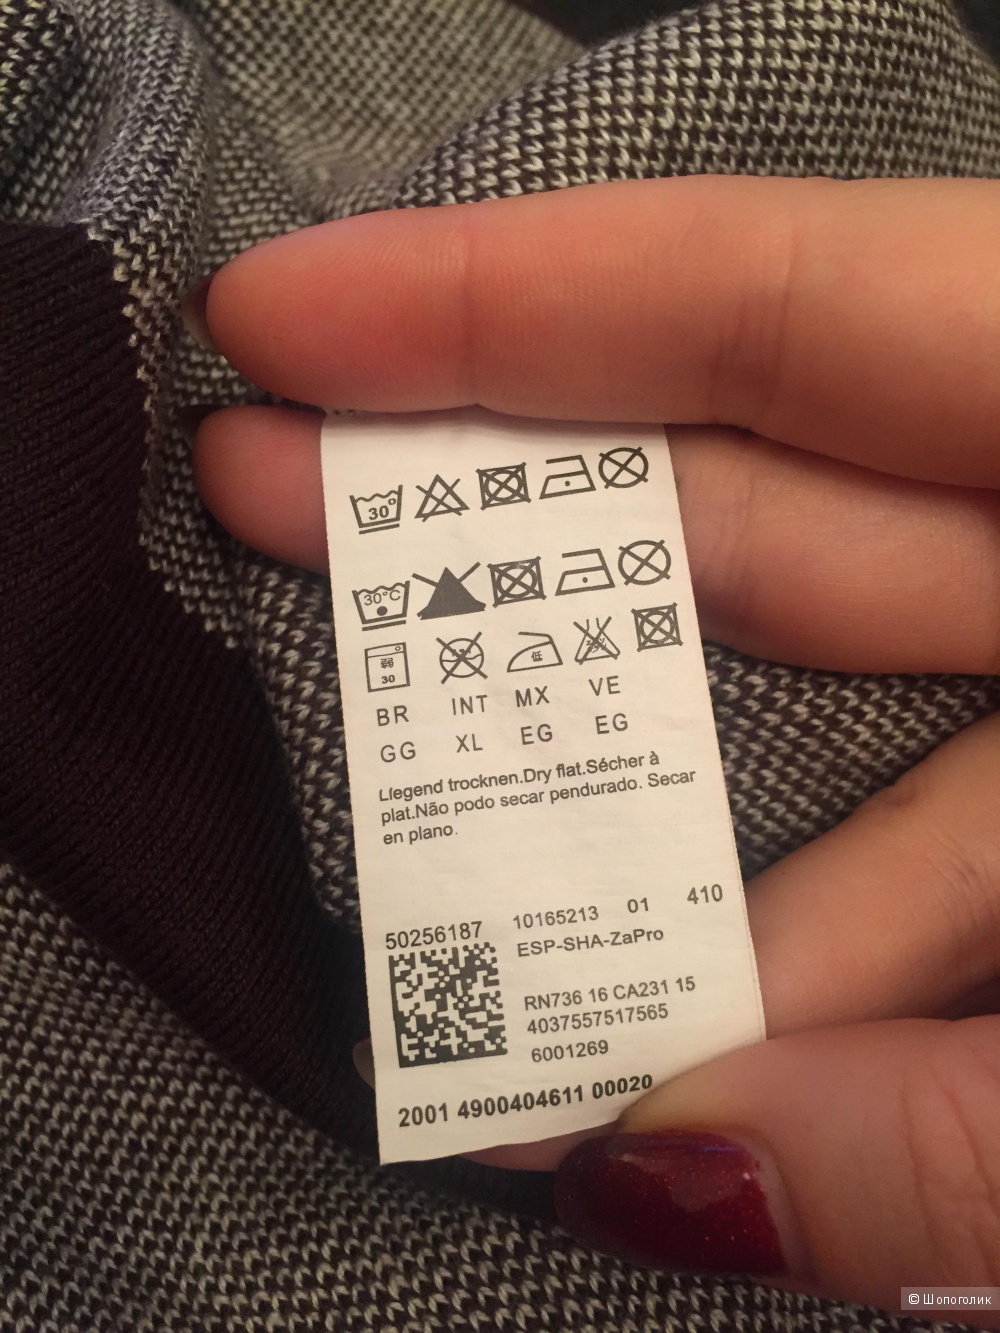 30°
30°C
弱
30
低
BR INT MX VE
GG XL EG EG
Liegend trocknen.Dry flat.Sécher à
plat.Não podo secar pendurado. Secar
en plano.
50256187 10165213 01 410
ESP-SHA-ZaPro
RN736 16 CA231 15
4037557517565
6001269
2001 4900404611 00020
© Шопоголик